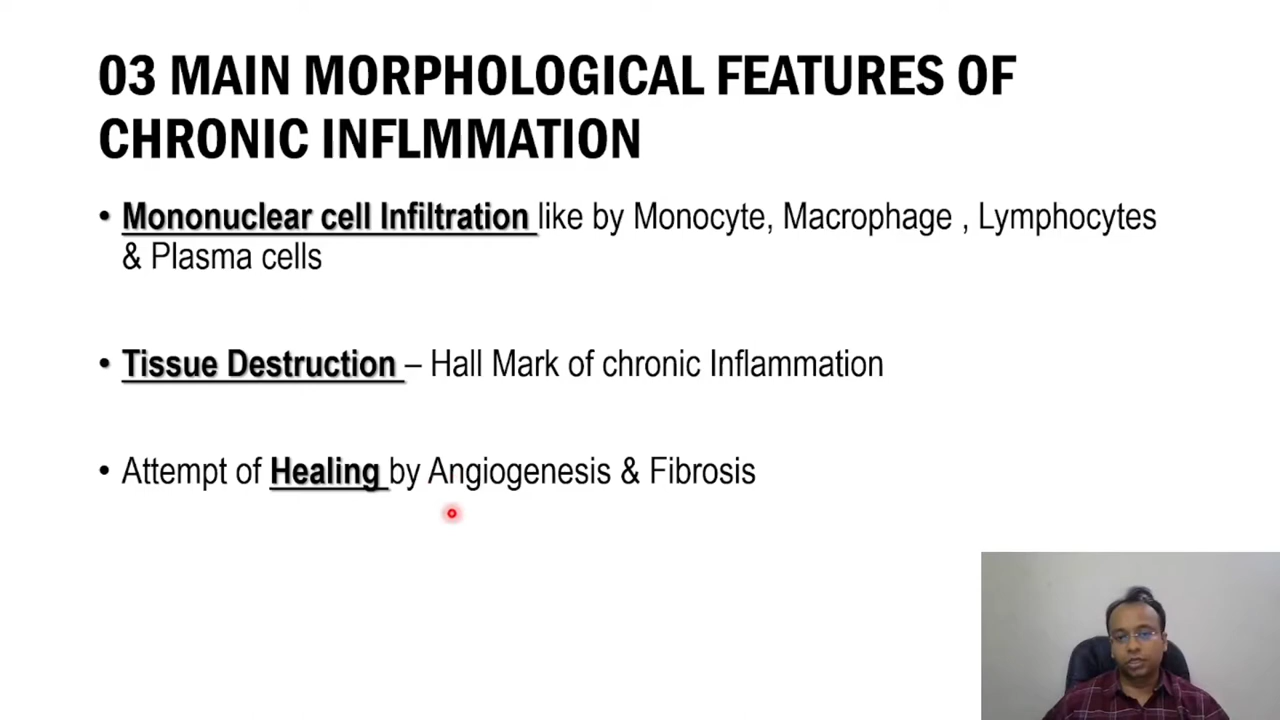 03 MAIN MORPHOLOGICAL FEATURES OF
CHRONIC INFLMMATION
• Mononuclear cell Infiltration like by Monocyte, Macrophage , Lymphocytes
& Plasma cells
• Tissue Destruction – Hall Mark of chronic Inflammation
• Attempt of Healing by Angiogenesis & Fibrosis